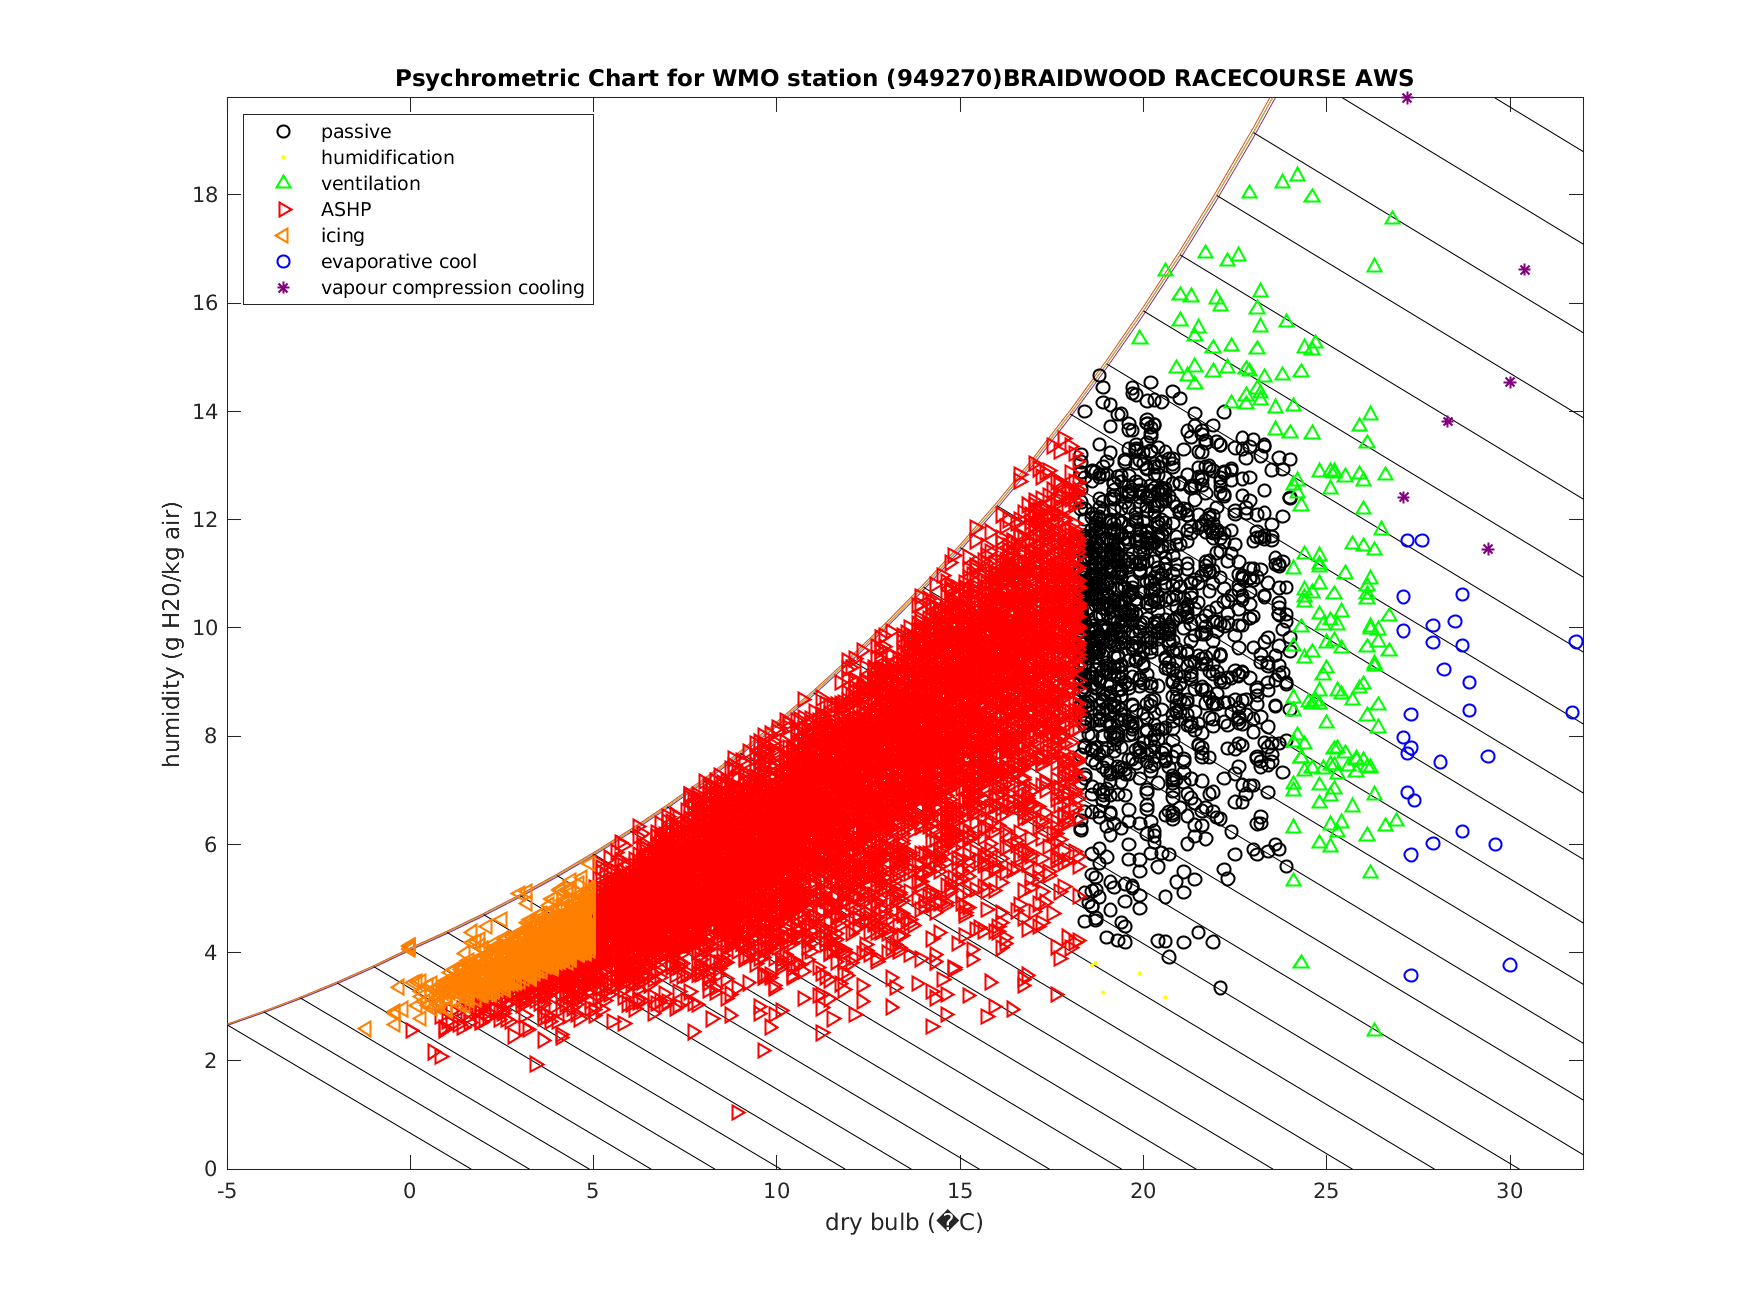 Psychrometric Chart for WMO station (949270)BRAIDWOOD RACECOURSE AWS
passive
humidification
ventilation
ASHP
icing
evaporative cool
vapour compression cooling
humidity (g H20/kg air)
18
16
14
12
10
8
6
4
2
0
-5 0 5 10 15 20 25 30
dry bulb (�C)